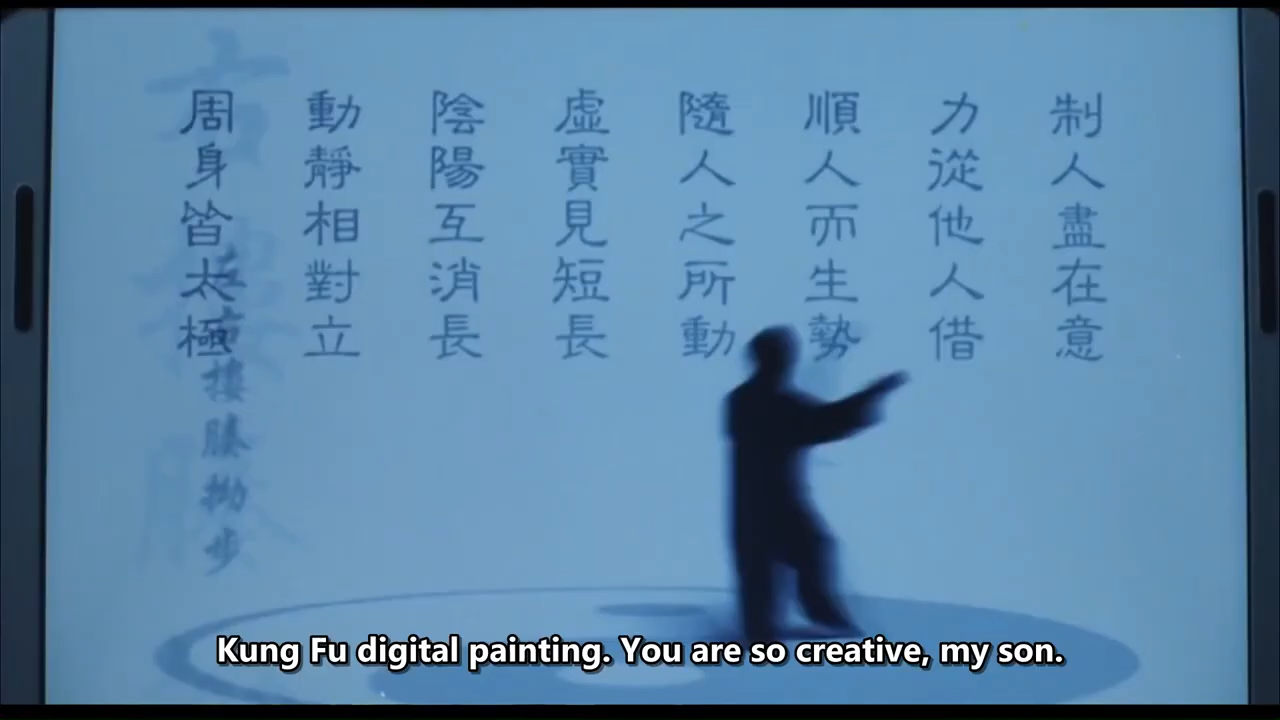 制人盡在意
力從他人借
順人而生勢
隨人之所動
虛實見短長
陰陽互消長
動靜相對立
周身皆太極
右摟膝拗步
Kung Fu digital painting. You are so creative, my son.